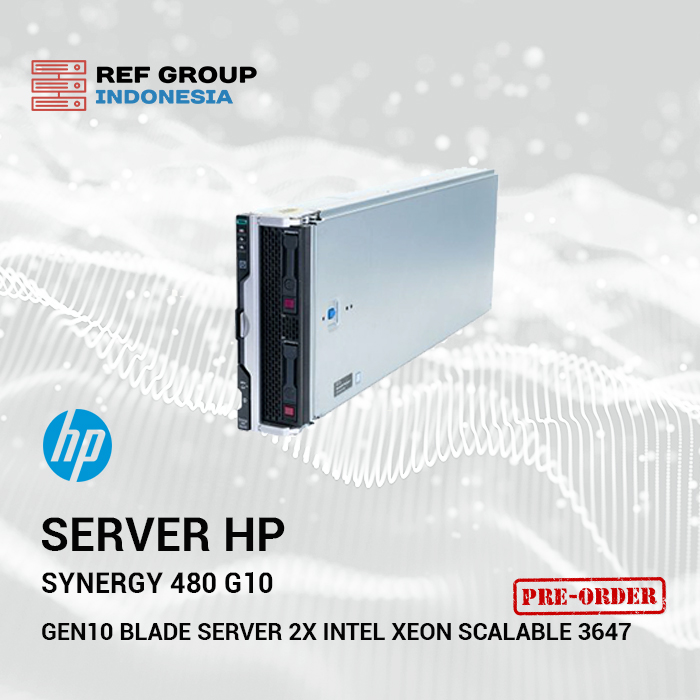 REF GROUP
INDONESIA
hp
SERVER HP
SYNERGY 480 G10
PRE-ORDER
GEN10 BLADE SERVER 2X INTEL XEON SCALABLE 3647